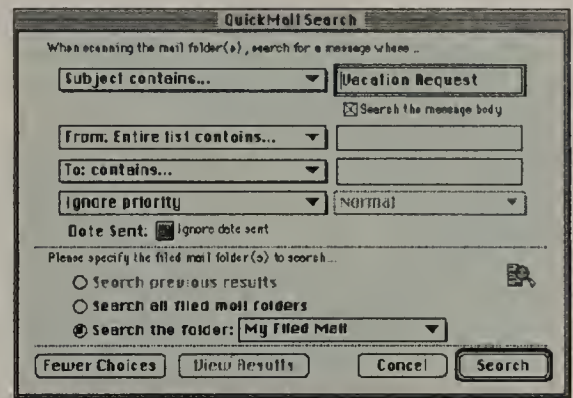 QuickMail Search
When scanning the mail folder(s), search for a message where...
Subject contains... Vacation Request
Search the message body
From: Entire list contains...
To: contains...
Ignore priority Normal
Date Sent: Ignore date sent
Please specify the filed mail folder(s) to search...
Search previous results
Search all filed mail folders
Search the folder: My Filed Mail
Fewer Choices View Results Cancel Search